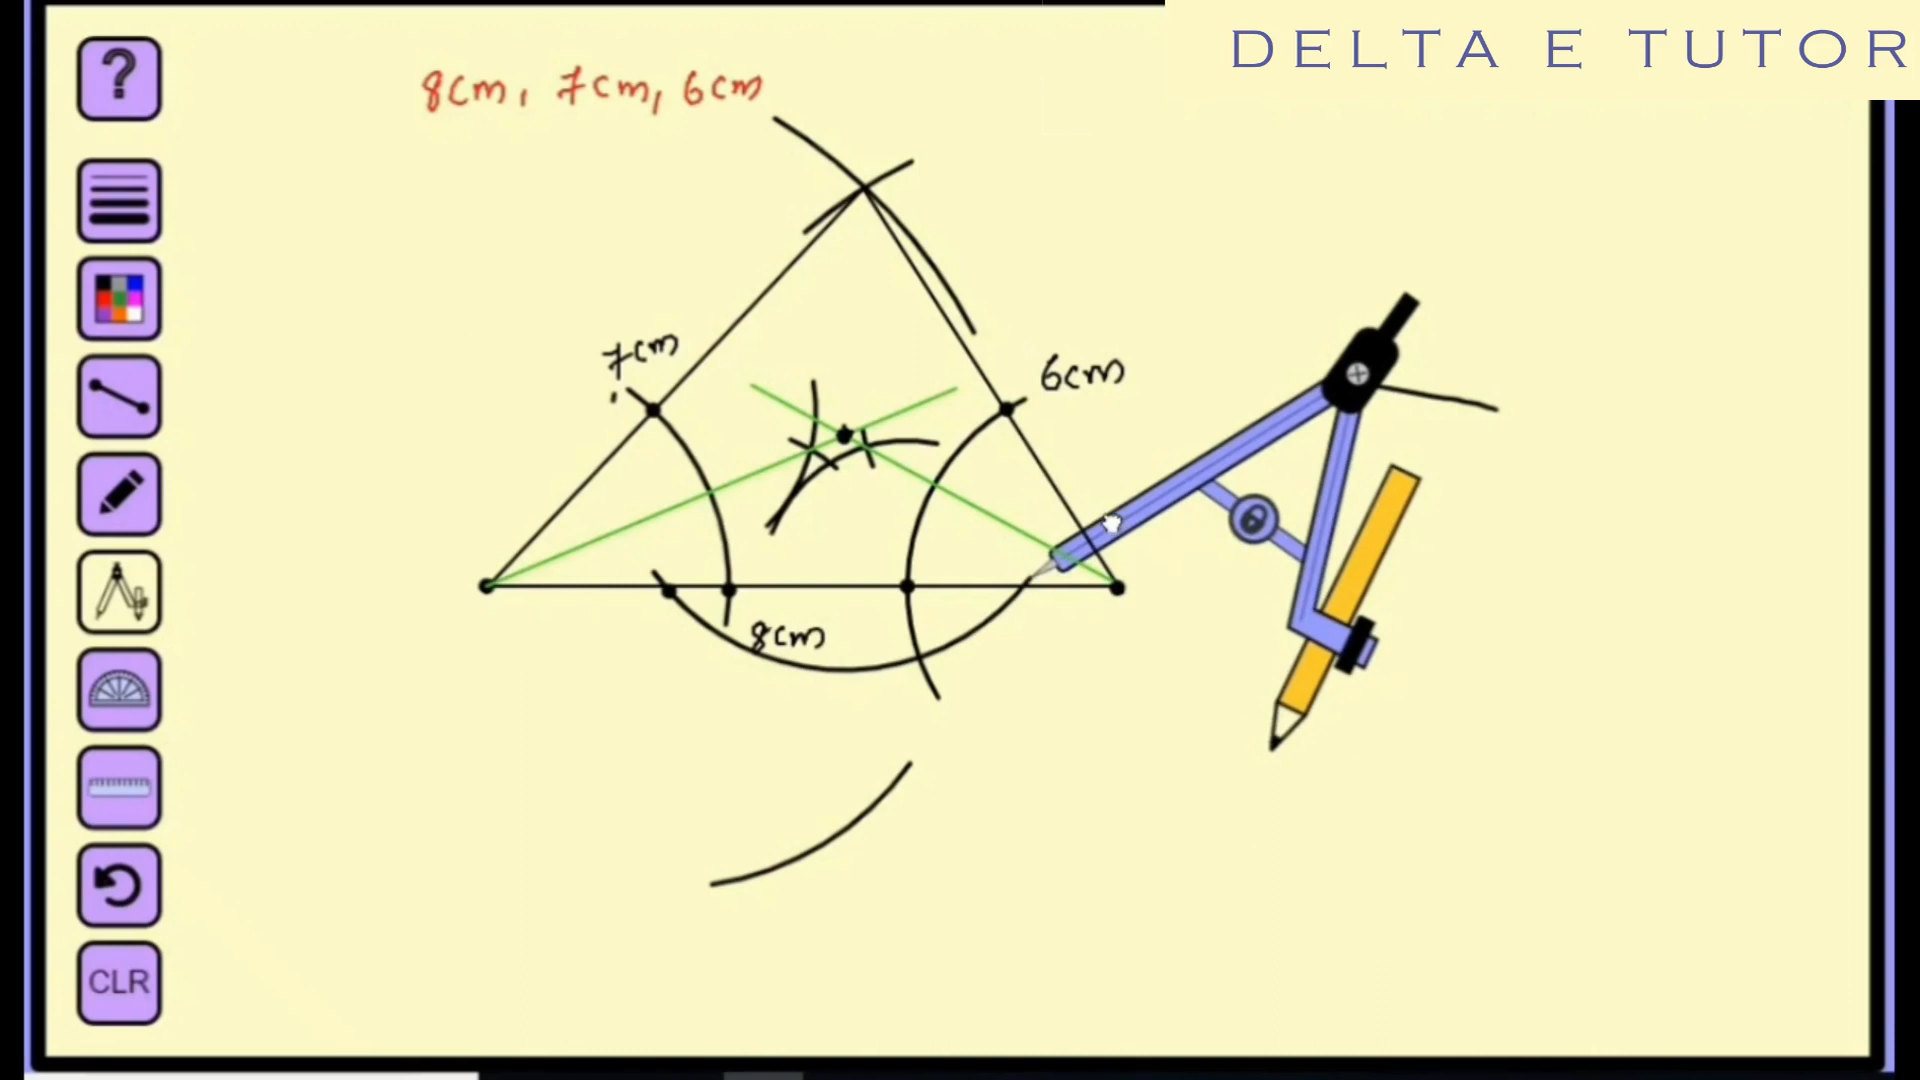 DELTA E TUTOR
8cm, 7cm, 6cm
7cm
6cm
8cm
CLR